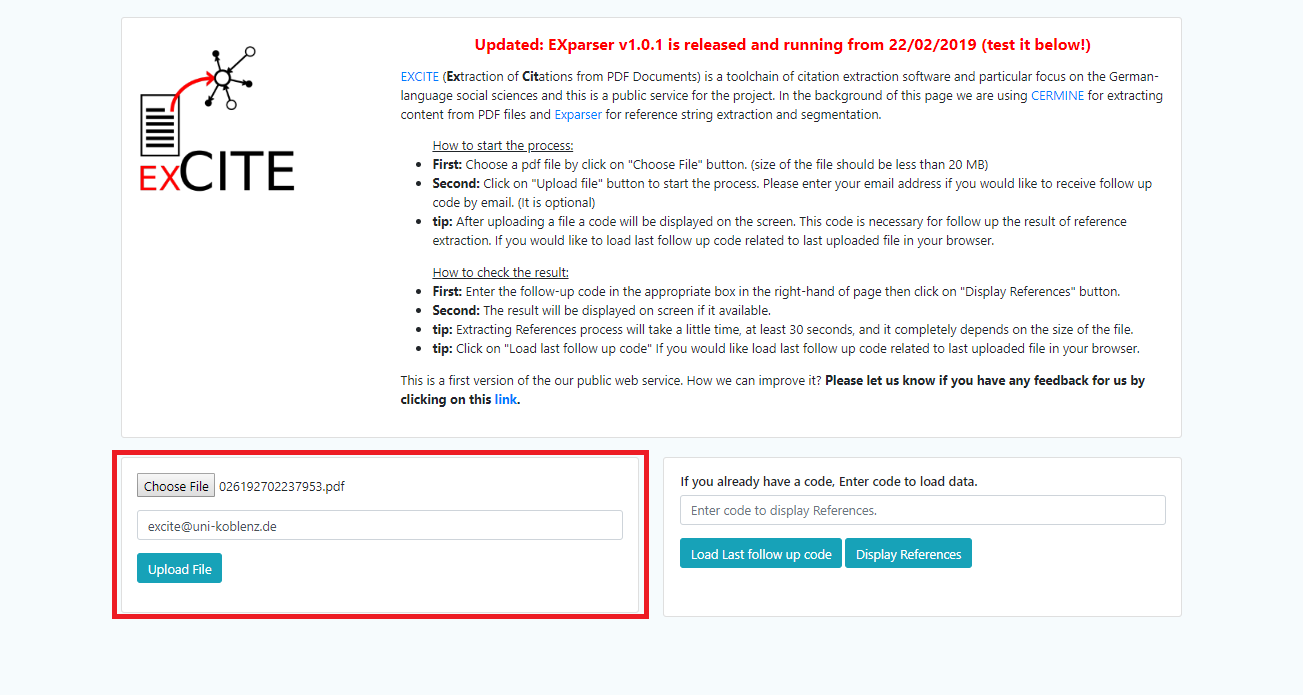 EXCITE
Updated: EXparser v1.0.1 is released and running from 22/02/2019 (test it below!)
EXCITE (Extraction of Citations from PDF Documents) is a toolchain of citation extraction software and particular focus on the German-
language social sciences and this is a public service for the project. In the background of this page we are using CERMINE for extracting
content from PDF files and Exparser for reference string extraction and segmentation.
How to start the process:
First: Choose a pdf file by click on "Choose File" button. (size of the file should be less than 20 MB)
Second: Click on "Upload file" button to start the process. Please enter your email address if you would like to receive follow up
code by email. (It is optional)
tip: After uploading a file a code will be displayed on the screen. This code is necessary for follow up the result of reference
extraction. If you would like to load last follow up code related to last uploaded file in your browser.
How to check the result:
First: Enter the follow-up code in the appropriate box in the right-hand of page then click on "Display References" button.
Second: The result will be displayed on screen if it available.
tip: Extracting References process will take a little time, at least 30 seconds, and it completely depends on the size of the file.
tip: Click on "Load last follow up code" If you would like load last follow up code related to last uploaded file in your browser.
This is a first version of the our public web service. How we can improve it? Please let us know if you have any feedback for us by
clicking on this link.
Choose File 026192702237953.pdf
excite@uni-koblenz.de
Upload File
If you already have a code, Enter code to load data.
Enter code to display References.
Load Last follow up code Display References